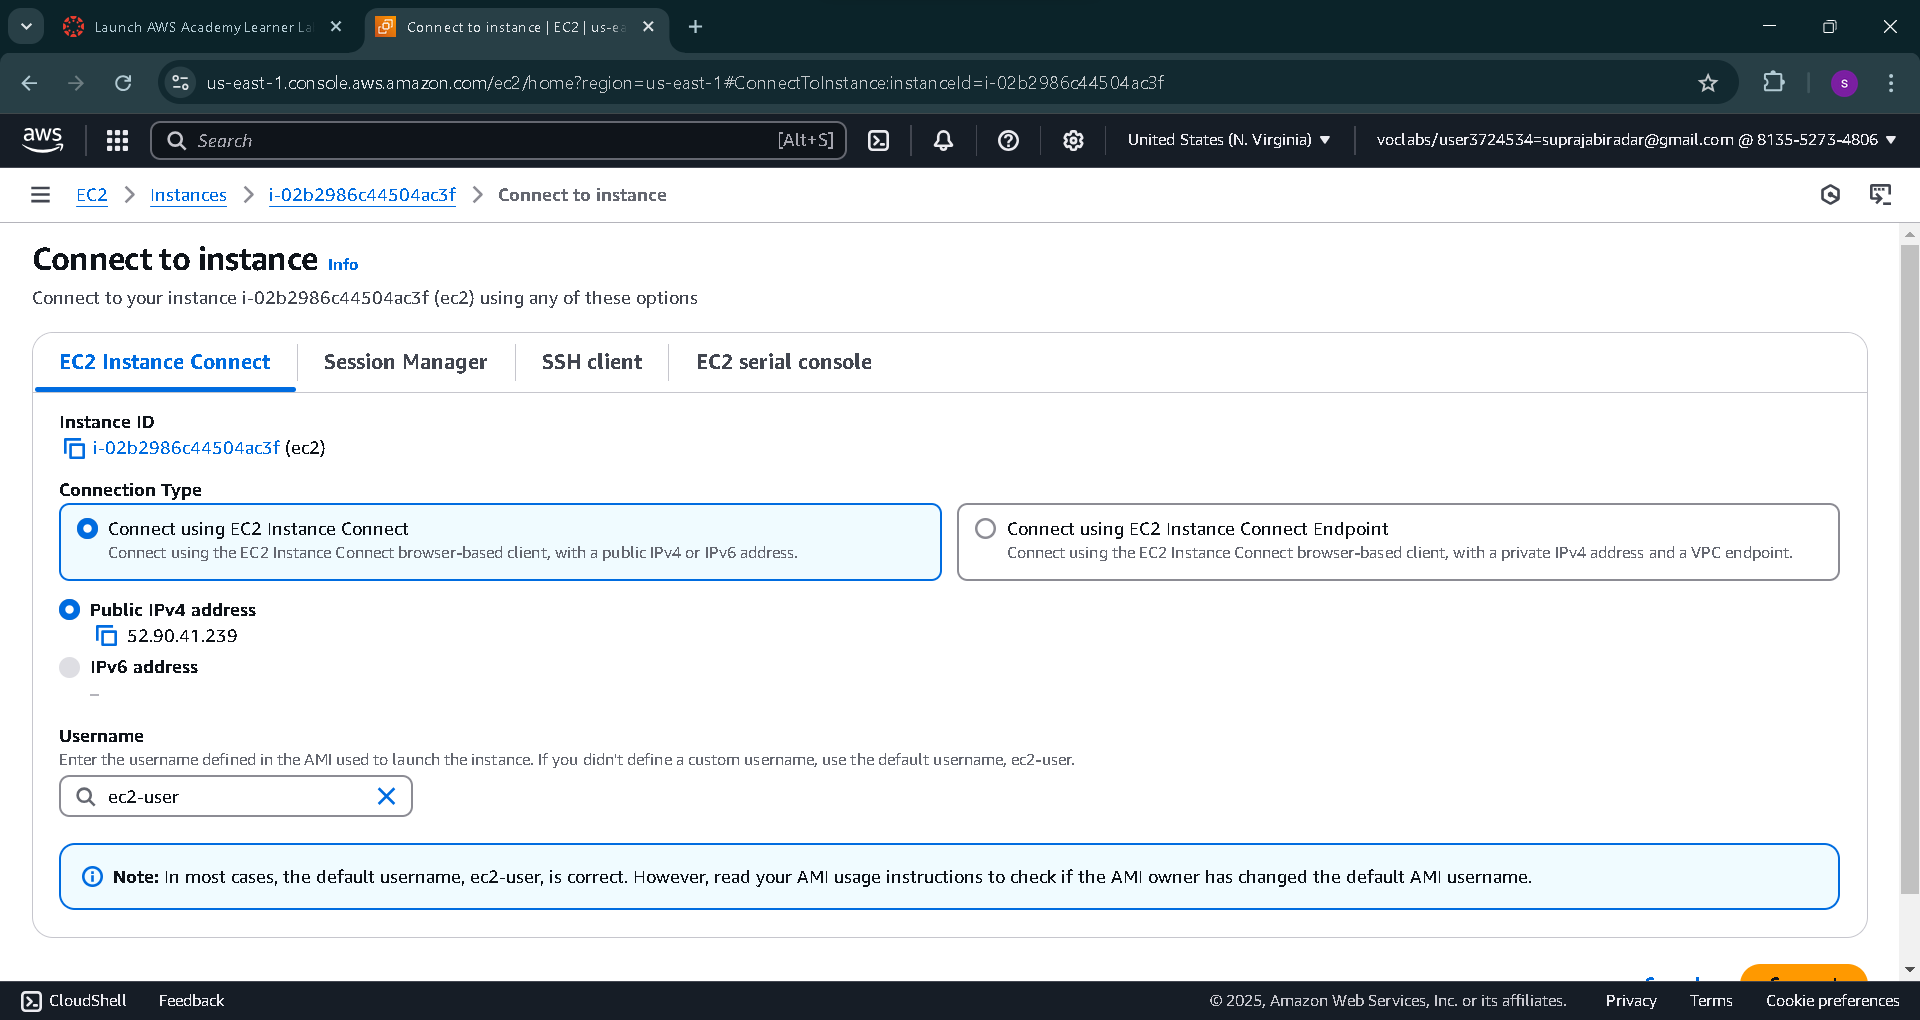 Launch AWS Academy Learner La
Connect to instance | EC2 | us-ea
us-east-1.console.aws.amazon.com/ec2/home?region=us-east-1#ConnectToInstance:instanceId=i-02b2986c44504ac3f
s
aws
Search
[Alt+S]
United States (N. Virginia)
voclabs/user3724534=suprajabiradar@gmail.com @ 8135-5273-4806
EC2 > Instances > i-02b2986c44504ac3f > Connect to instance
Connect to instance Info
Connect to your instance i-02b2986c44504ac3f (ec2) using any of these options
EC2 Instance Connect
Session Manager
SSH client
EC2 serial console
Instance ID
i-02b2986c44504ac3f (ec2)
Connection Type
Connect using EC2 Instance Connect
Connect using the EC2 Instance Connect browser-based client, with a public IPv4 or IPv6 address.
Connect using EC2 Instance Connect Endpoint
Connect using the EC2 Instance Connect browser-based client, with a private IPv4 address and a VPC endpoint.
Public IPv4 address
52.90.41.239
IPv6 address
–
Username
Enter the username defined in the AMI used to launch the instance. If you didn't define a custom username, use the default username, ec2-user.
ec2-user
Note: In most cases, the default username, ec2-user, is correct. However, read your AMI usage instructions to check if the AMI owner has changed the default AMI username.
CloudShell
Feedback
© 2025, Amazon Web Services, Inc. or its affiliates.
Privacy
Terms
Cookie preferences